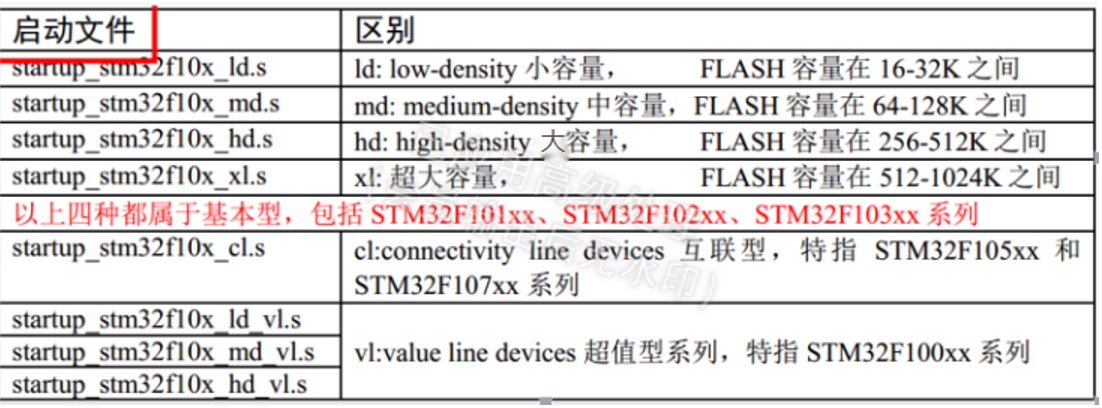 启动文件 区别
startup_stm32f10x_ld.s ld: low-density 小容量， FLASH 容量在 16-32K 之间
startup_stm32f10x_md.s md: medium-density 中容量，FLASH 容量在 64-128K 之间
startup_stm32f10x_hd.s hd: high-density 大容量， FLASH 容量在 256-512K 之间
startup_stm32f10x_xl.s xl: 超大容量， FLASH 容量在 512-1024K 之间
以上四种都属于基本型，包括 STM32F101xx、STM32F102xx、STM32F103xx 系列
startup_stm32f10x_cl.s cl:connectivity line devices 互联型，特指 STM32F105xx 和
STM32F107xx 系列
startup_stm32f10x_ld_vl.s
startup_stm32f10x_md_vl.s vl:value line devices 超值型系列，特指 STM32F100xx 系列
startup_stm32f10x_hd_vl.s